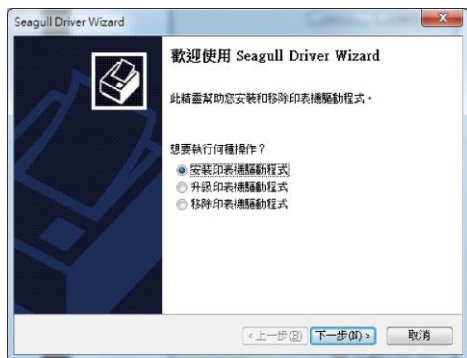 Seagull Driver Wizard
歡迎使用 Seagull Driver Wizard
此精靈幫助您安裝和移除印表機驅動程式。
想要執行何種操作？
安裝印表機驅動程式
升級印表機驅動程式
移除印表機驅動程式
<上一步(B) 下一步(N)> 取消